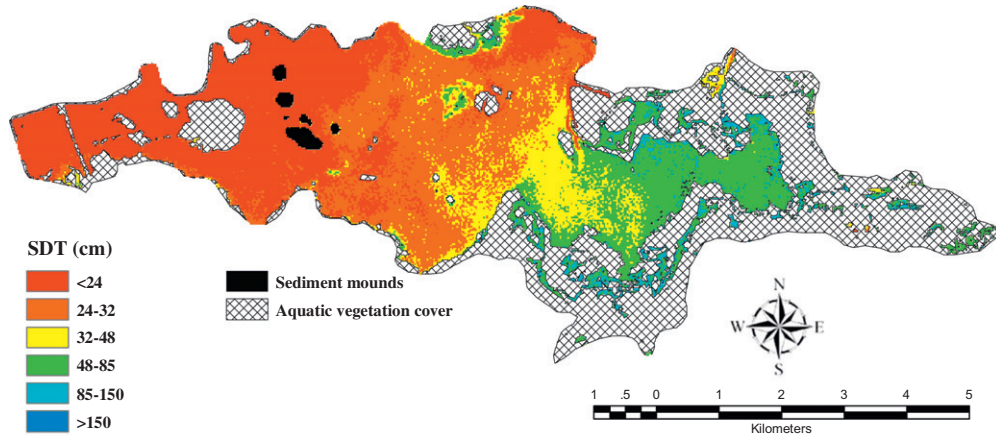 SDT (cm)
<24
24-32
32-48
48-85
85-150
>150
Sediment mounds
Aquatic vegetation cover
N
W E
S
1 .5 0 1 2 3 4 5
Kilometers